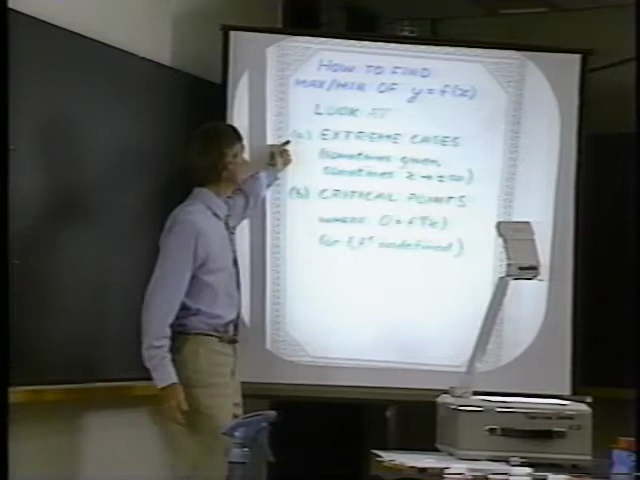 HOW TO FIND
MAX/MIN OF y=f(x)
LOOK AT
(a) EXTREME CASES
(sometimes given,
sometimes x→±∞)
(b) CRITICAL POINTS
where 0=f'(x)
(or f,f' undefined)